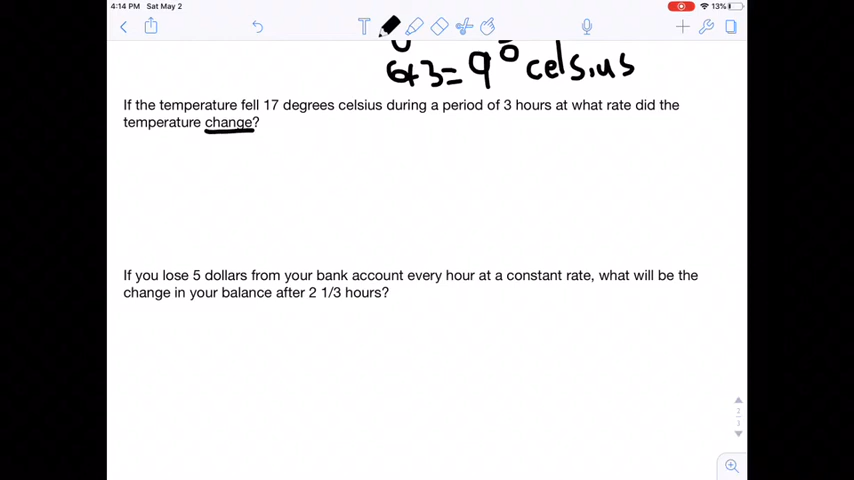 4:14 PM Sat May 2
13%
6+3=9° celsius
If the temperature fell 17 degrees celsius during a period of 3 hours at what rate did the
temperature change?
If you lose 5 dollars from your bank account every hour at a constant rate, what will be the
change in your balance after 2 1/3 hours?
2
3